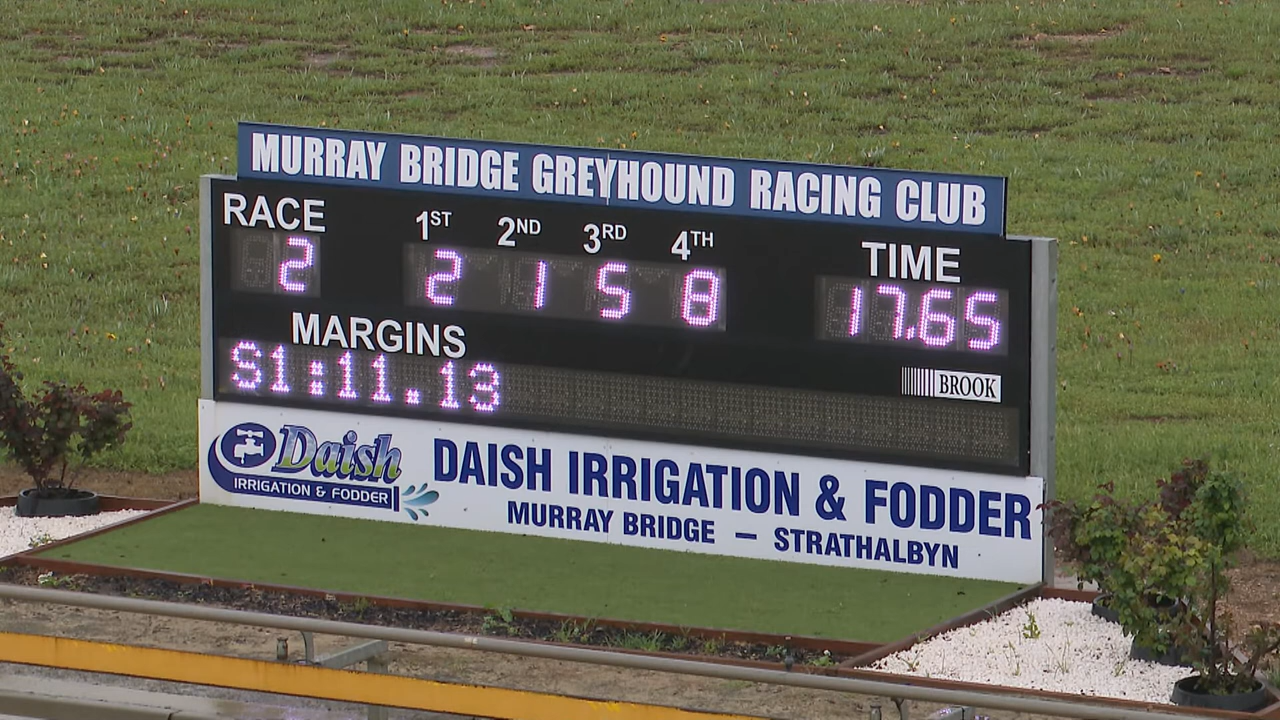 MURRAY BRIDGE GREYHOUND RACING CLUB
RACE 1ST 2ND 3RD 4TH TIME
2 2 1 5 8 17.65
MARGINS
S1:11.13
BROOK
Daish
IRRIGATION & FODDER
DAISH IRRIGATION & FODDER
MURRAY BRIDGE – STRATHALBYN